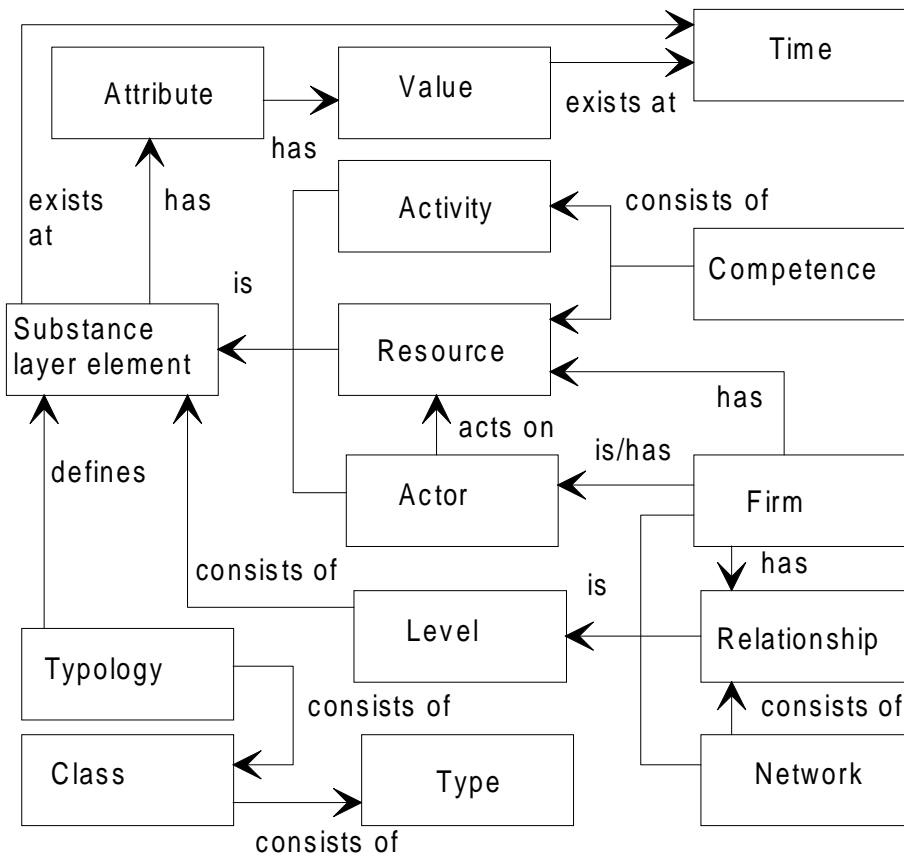 Time
Attribute
Value
exists at
has
exists
at
has
Activity
consists of
Competence
is
Substance
layer element
Resource
has
acts on
is/has
defines
Actor
Firm
consists of
is
has
Level
Relationship
Typology
consists of
consists of
Class
Type
Network
consists of